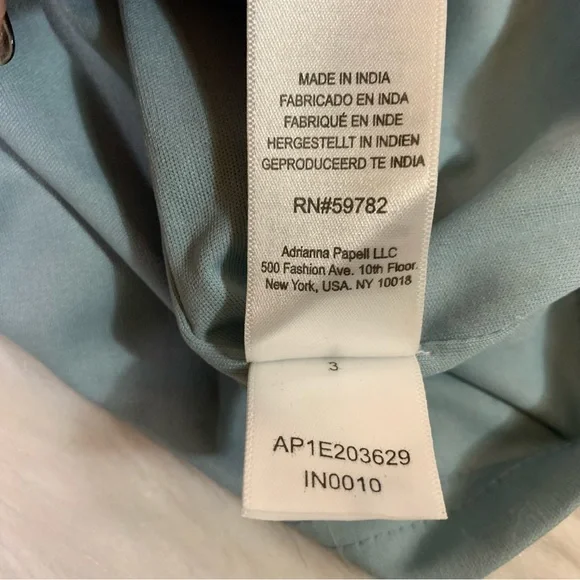 MADE IN INDIA
FABRICADO EN INDA
FABRIQUÉ EN INDE
HERGESTELLT IN INDIEN
GEPRODUCEERD TE INDIA
RN#59782
Adrianna Papell LLC
500 Fashion Ave. 10th Floor.
New York, USA. NY 10018
3
AP1E203629
IN0010